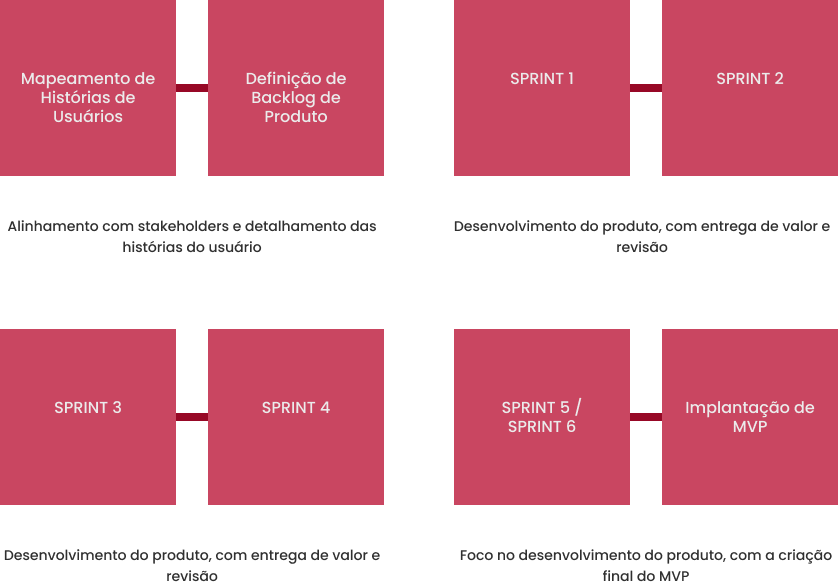 Mapeamento de
Histórias de
Usuários
Definição de
Backlog de
Produto
Alinhamento com stakeholders e detalhamento das
histórias do usuário
SPRINT 1
SPRINT 2
Desenvolvimento do produto, com entrega de valor e
revisão
SPRINT 3
SPRINT 4
Desenvolvimento do produto, com entrega de valor e
revisão
SPRINT 5 /
SPRINT 6
Implantação de
MVP
Foco no desenvolvimento do produto, com a criação
final do MVP